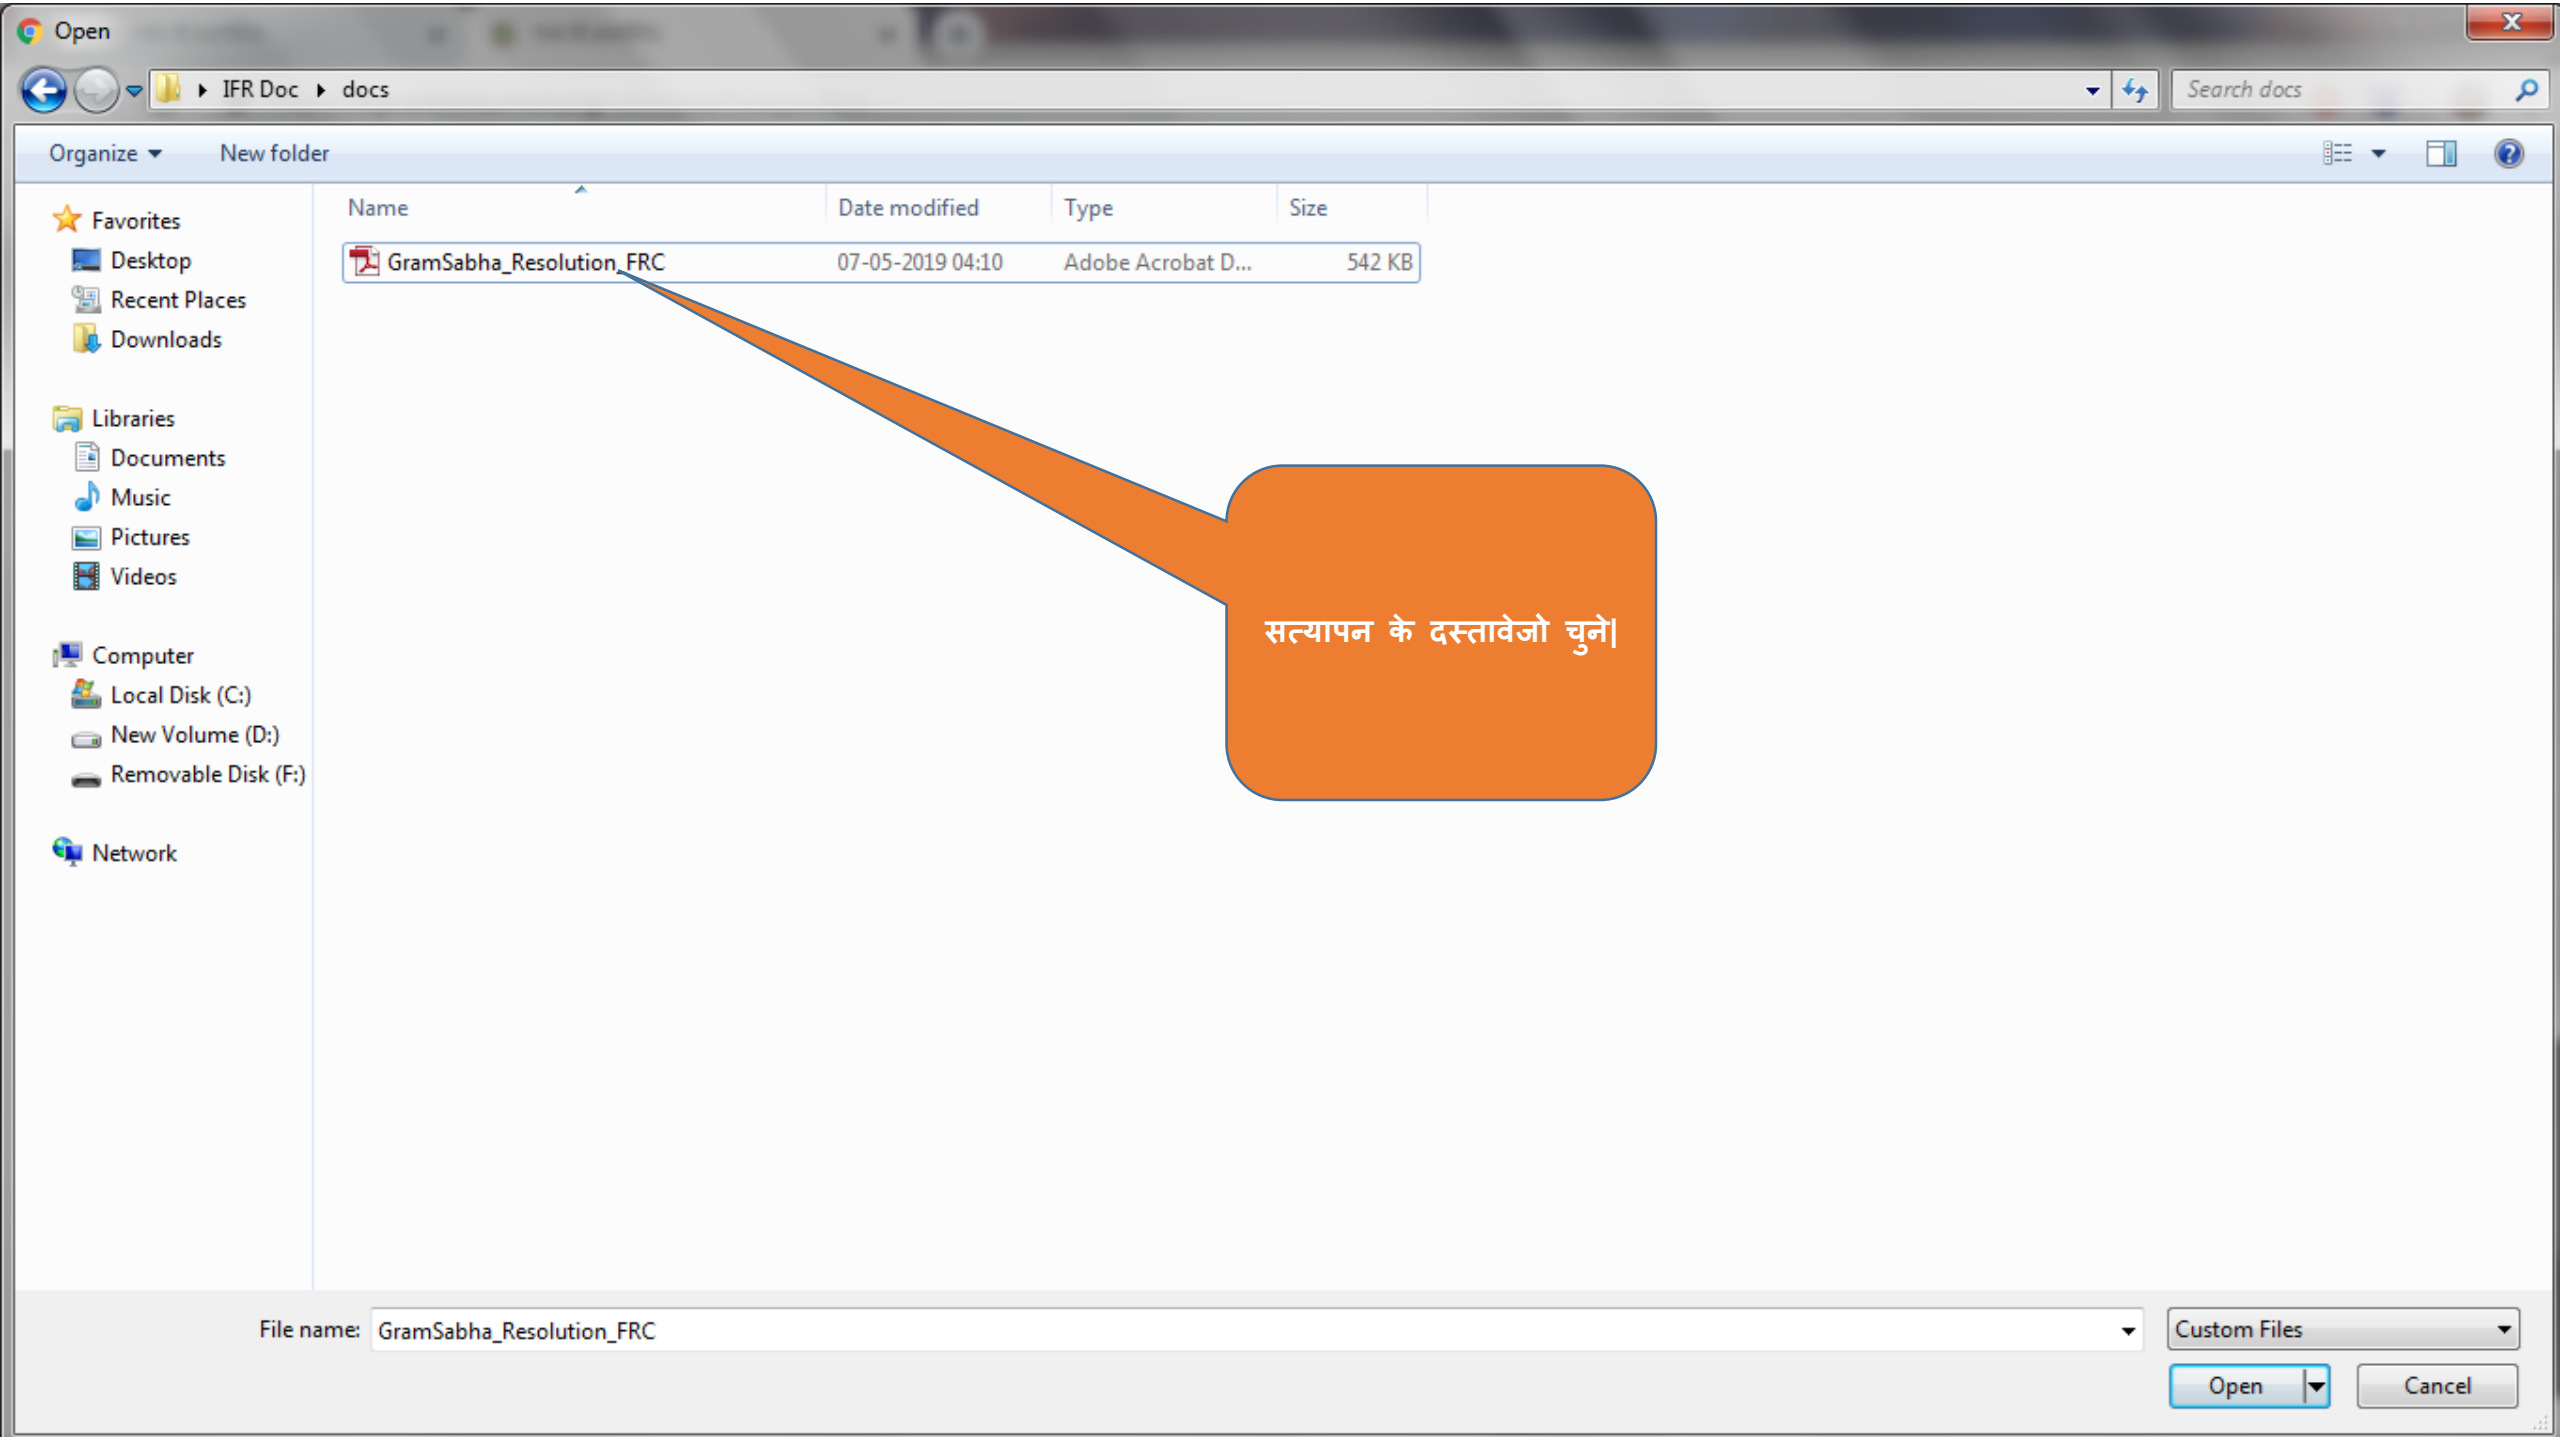 Open
IFR Doc docs
Search docs
Organize New folder
Name Date modified Type Size
GramSabha_Resolution_FRC 07-05-2019 04:10 Adobe Acrobat D... 542 KB
Favorites
Desktop
Recent Places
Downloads
Libraries
Documents
Music
Pictures
Videos
Computer
Local Disk (C:)
New Volume (D:)
Removable Disk (F:)
Network
सत्यापन के दस्तावेजो चुने|
File name: GramSabha_Resolution_FRC
Custom Files
Open Cancel